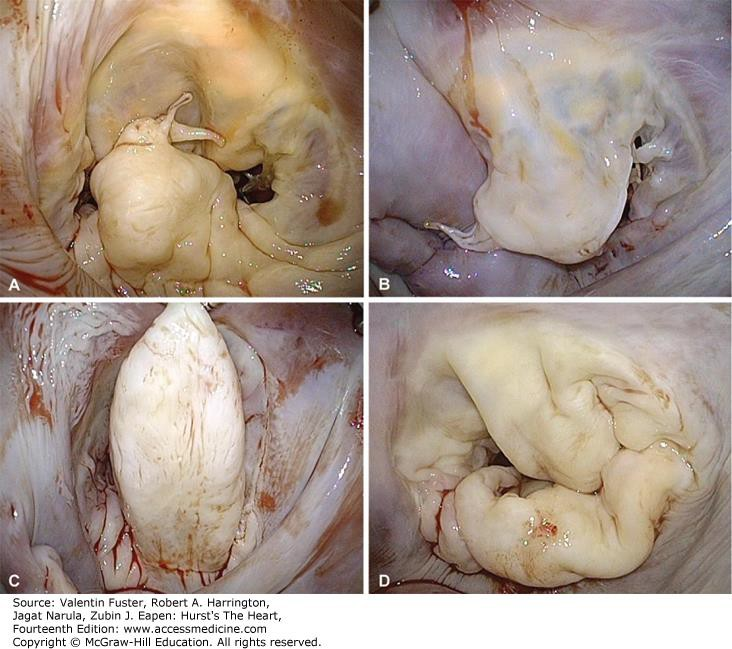 A
B
C
D
Source: Valentin Fuster, Robert A. Harrington,
Jagat Narula, Zubin J. Eapen: Hurst's The Heart,
Fourteenth Edition: www.accessmedicine.com
Copyright © McGraw-Hill Education. All rights reserved.